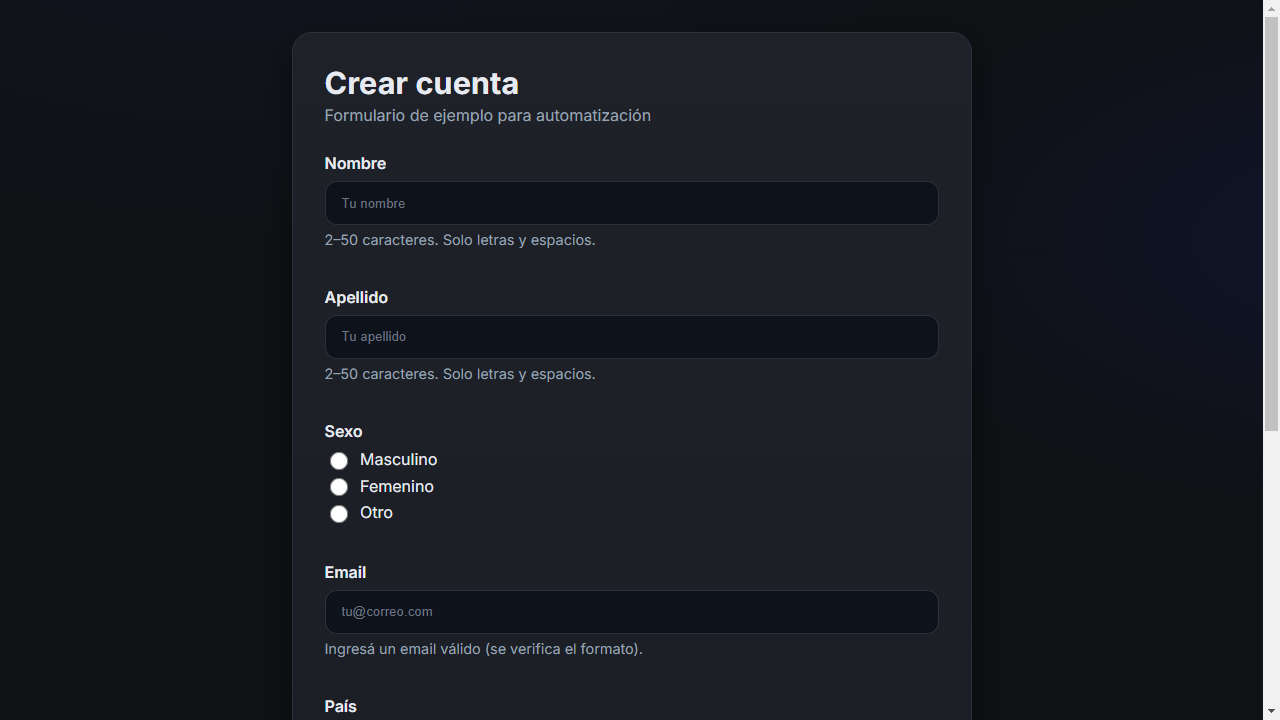 Crear cuenta
Formulario de ejemplo para automatización
Nombre
Tu nombre
2–50 caracteres. Solo letras y espacios.
Apellido
Tu apellido
2–50 caracteres. Solo letras y espacios.
Sexo
Masculino
Femenino
Otro
Email
tu@correo.com
Ingresá un email válido (se verifica el formato).
País